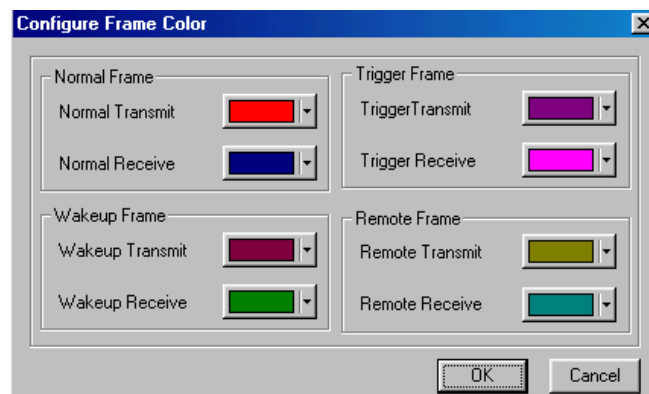 Configure Frame Color
Normal Frame
Normal Transmit
Normal Receive
Trigger Frame
TriggerTransmit
Trigger Receive
Wakeup Frame
Wakeup Transmit
Wakeup Receive
Remote Frame
Remote Transmit
Remote Receive
OK
Cancel